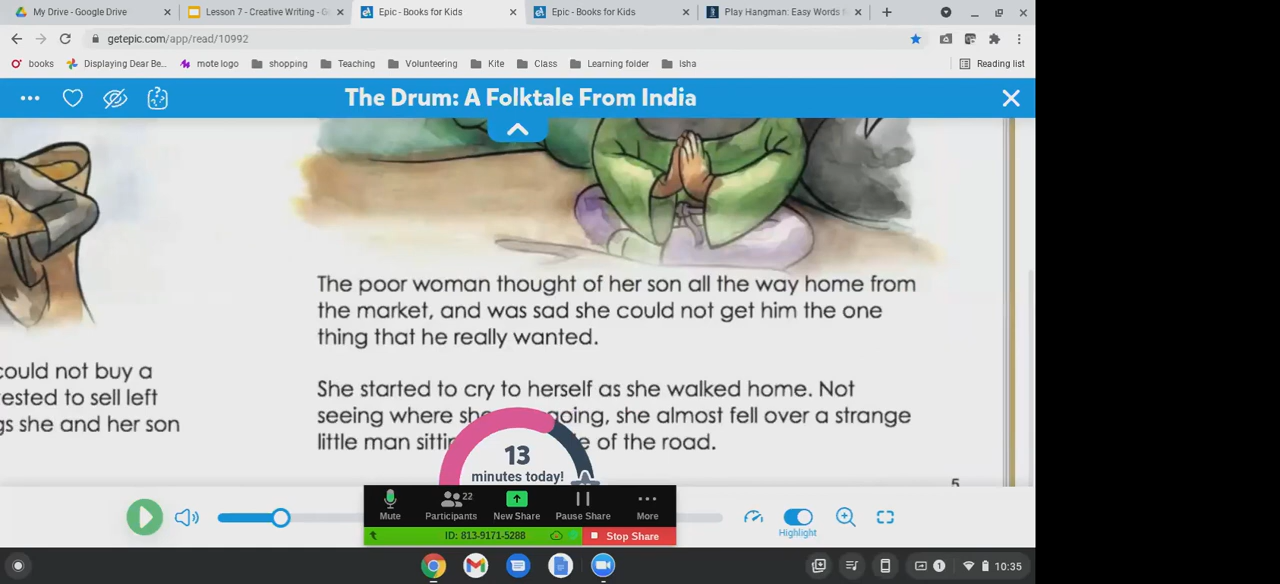 My Drive - Google Drive
Lesson 7 - Creative Writing - G
Epic - Books for Kids
Epic - Books for Kids
Play Hangman: Easy Words
getepic.com/app/read/10992
books
Displaying Dear Be...
mote logo
shopping
Teaching
Volunteering
Kite
Class
Learning folder
Isha
Reading list
The Drum: A Folktale From India
could not buy a
ested to sell left
gs she and her son
The poor woman thought of her son all the way home from
the market, and was sad she could not get him the one
thing that he really wanted.
She started to cry to herself as she walked home. Not
seeing where she going, she almost fell over a strange
little man sittin of the road.
5
13
minutes today!
Mute
22
Participants
New Share
Pause Share
More
ID: 813-9171-5288
Stop Share
Highlight
1
10:35